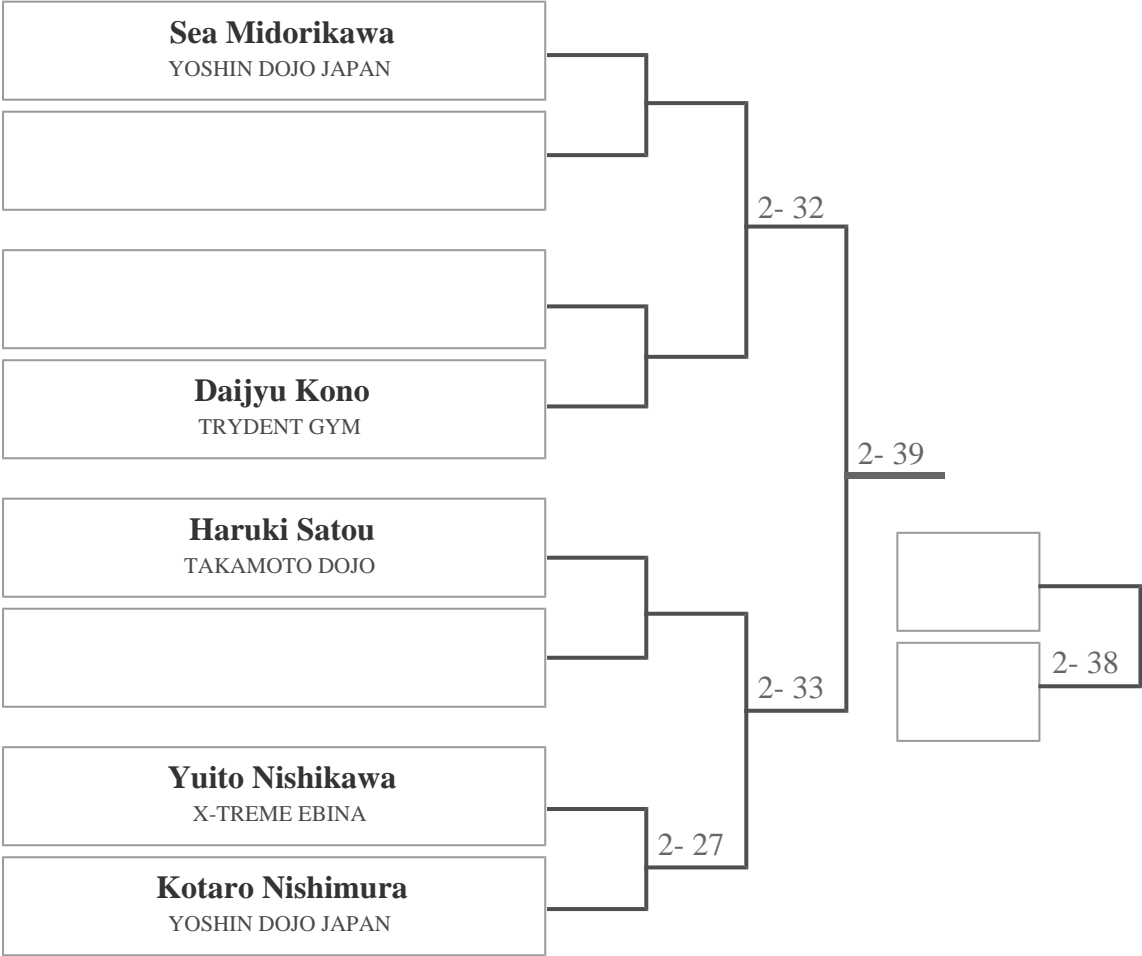 Sea Midorikawa
YOSHIN DOJO JAPAN
2- 32
Daijyu Kono
TRYDENT GYM
2- 39
Haruki Satou
TAKAMOTO DOJO
2- 38
2- 33
Yuito Nishikawa
X-TREME EBINA
2- 27
Kotaro Nishimura
YOSHIN DOJO JAPAN